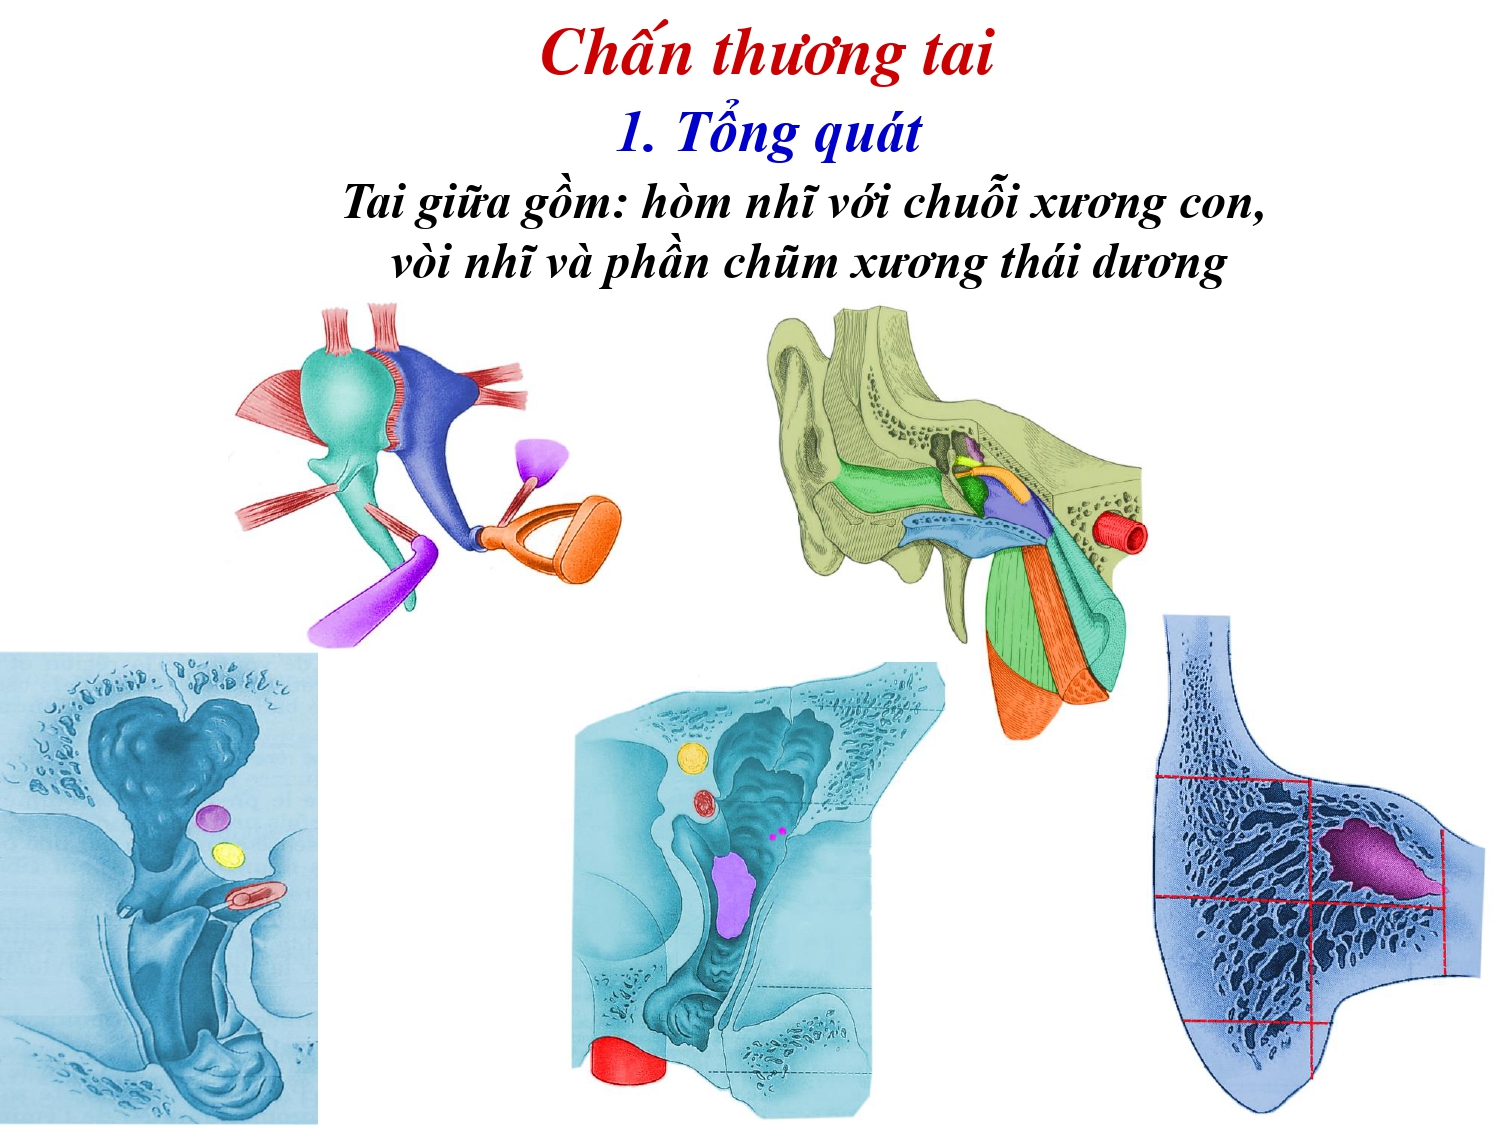 Chấn thương tai
1. Tổng quát
Tai giữa gồm: hòm nhĩ với chuỗi xương con,
vòi nhĩ và phần chũm xương thái dương